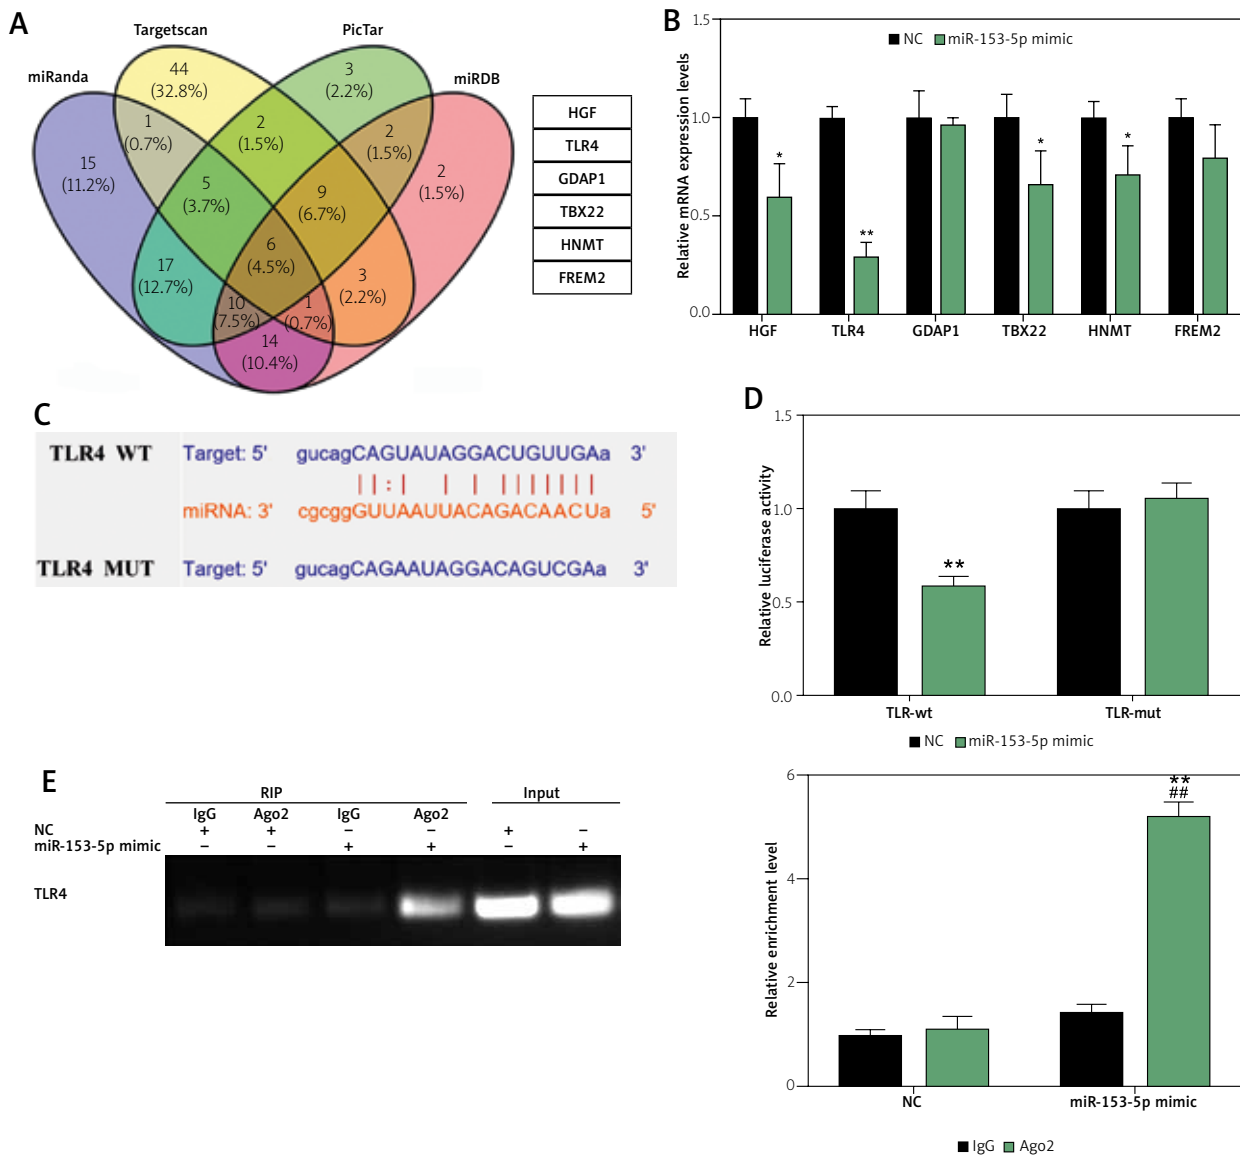 A
Targetscan
PicTar
miRanda
miRDB
44
(32.8%)
3
(2.2%)
1
(0.7%)
2
(1.5%)
2
(1.5%)
15
(11.2%)
5
(3.7%)
9
(6.7%)
2
(1.5%)
6
(4.5%)
17
(12.7%)
3
(2.2%)
10
(7.5%)
1
(0.7%)
14
(10.4%)
HGF
TLR4
GDAP1
TBX22
HNMT
FREM2
B
NC miR-153-5p mimic
Relative mRNA expression levels
1.5
1.0
0.5
0.0
*
**
*
*
HGF TLR4 GDAP1 TBX22 HNMT FREM2
C
TLR4 WT Target: 5' gucagCAGUAUAGGACUGUUGAa 3'
||:| | | |||||||
miRNA: 3' cgcggGUUAAUUACAGACAACUa 5'
TLR4 MUT Target: 5' gucagCAGAAUAGGACAGUCGAa 3'
D
Relative luciferase activity
1.5
1.0
0.5
0.0
**
TLR-wt TLR-mut
NC miR-153-5p mimic
E
RIP Input
IgG Ago2 IgG Ago2
NC + + – – + –
miR-153-5p mimic – – + + – +
TLR4
Relative enrichment level
6
4
2
0
**
##
NC miR-153-5p mimic
IgG Ago2